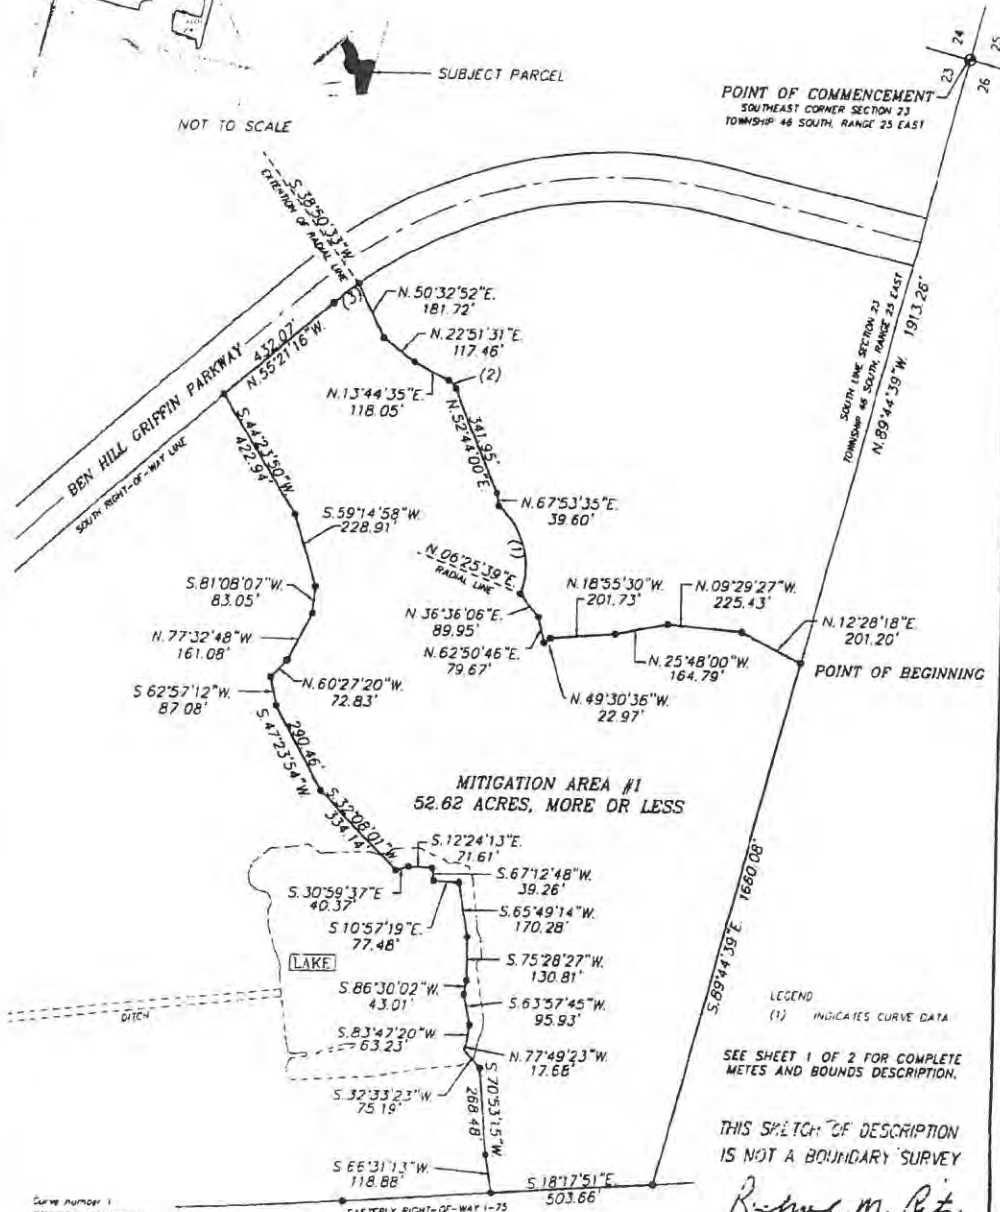 SUBJECT PARCEL
NOT TO SCALE
24
25
23
26
POINT OF COMMENCEMENT
SOUTHEAST CORNER SECTION 23
TOWNSHIP 46 SOUTH, RANGE 25 EAST
S.38°50'33"W.
EXTENTION OF RADIAL LINE
(3)
N.50°32'52"E.
181.72'
N.22°51'31"E.
117.46'
N.13°44'35"E.
118.05'
(2)
BEN HILL GRIFFIN PARKWAY
432.07'
N.55°21'16"W.
SOUTH RIGHT-OF-WAY LINE
SOUTH LINE SECTION 23
TOWNSHIP 46 SOUTH, RANGE 25 EAST
N.89°44'39"W. 1913.26'
341.95'
N.52°44'00"E.
S.44°23'50"W.
422.94'
N.67°53'35"E.
39.60'
(1)
S.59°14'58"W.
228.91'
N.06°25'39"E.
RADIAL LINE
S.81°08'07"W.
83.05'
N.18°55'30"W.
201.73'
N.09°29'27"W.
225.43'
N.36°36'06"E.
89.95'
N.12°28'18"E.
201.20'
N.77°32'48"W.
161.08'
N.62°50'46"E.
79.67'
N.25°48'00"W.
164.79'
POINT OF BEGINNING
N.60°27'20"W.
72.83'
S.62°57'12"W.
87.08'
N.49°30'36"W.
22.97'
290.46'
S.47°23'54"W.
MITIGATION AREA #1
52.62 ACRES, MORE OR LESS
S.32°08'01"W.
334.14'
S.12°24'13"E.
71.61'
S.67°12'48"W.
39.26'
S.30°59'37"E
40.37'
S.65°49'14"W.
170.28'
S.10°57'19"E.
77.48'
S.89°44'39"E. 1680.08'
LAKE
S.75°28'27"W.
130.81'
S.86°30'02"W.
43.01'
S.63°57'45"W.
95.93'
DITCH
LEGEND
(1) INDICATES CURVE DATA
S.83°47'20"W.
63.23'
N.77°49'23"W.
17.68'
SEE SHEET 1 OF 2 FOR COMPLETE
METES AND BOUNDS DESCRIPTION.
S.32°33'23"W.
75.19'
S.70°53'15"W
268.48'
THIS SKETCH OF DESCRIPTION
IS NOT A BOUNDARY SURVEY
S.66°31'13"W.
118.88'
S.18°17'51"E.
503.66'
Curve number 1
EASTERLY RIGHT-OF-WAY I-75